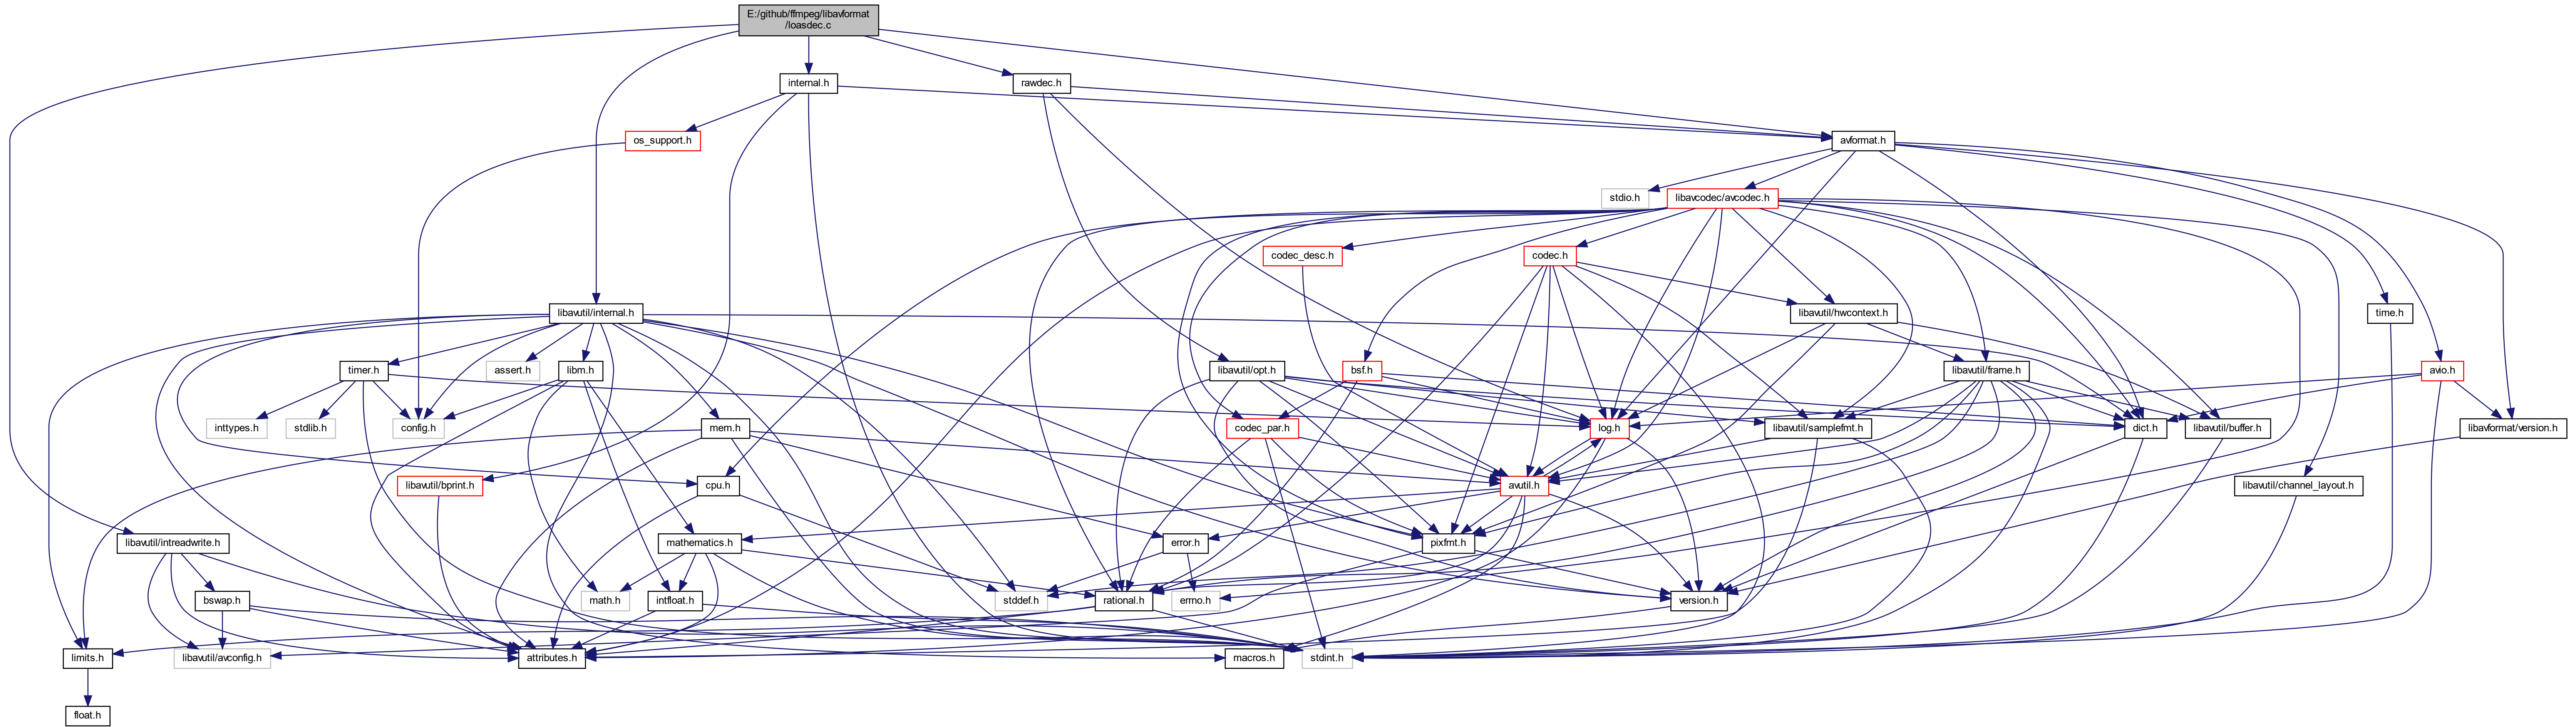 E:/github/ffmpeg/libavformat
/loasdec.c
internal.h
rawdec.h
os_support.h
avformat.h
stdio.h
libavcodec/avcodec.h
codec_desc.h
codec.h
libavutil/internal.h
libavutil/hwcontext.h
time.h
timer.h
assert.h
libm.h
libavutil/opt.h
bsf.h
libavutil/frame.h
avio.h
inttypes.h
stdlib.h
config.h
mem.h
codec_par.h
log.h
libavutil/samplefmt.h
dict.h
libavutil/buffer.h
libavformat/version.h
libavutil/bprint.h
cpu.h
avutil.h
libavutil/channel_layout.h
libavutil/intreadwrite.h
mathematics.h
error.h
pixfmt.h
bswap.h
math.h
intfloat.h
stddef.h
rational.h
errno.h
version.h
limits.h
libavutil/avconfig.h
attributes.h
macros.h
stdint.h
float.h